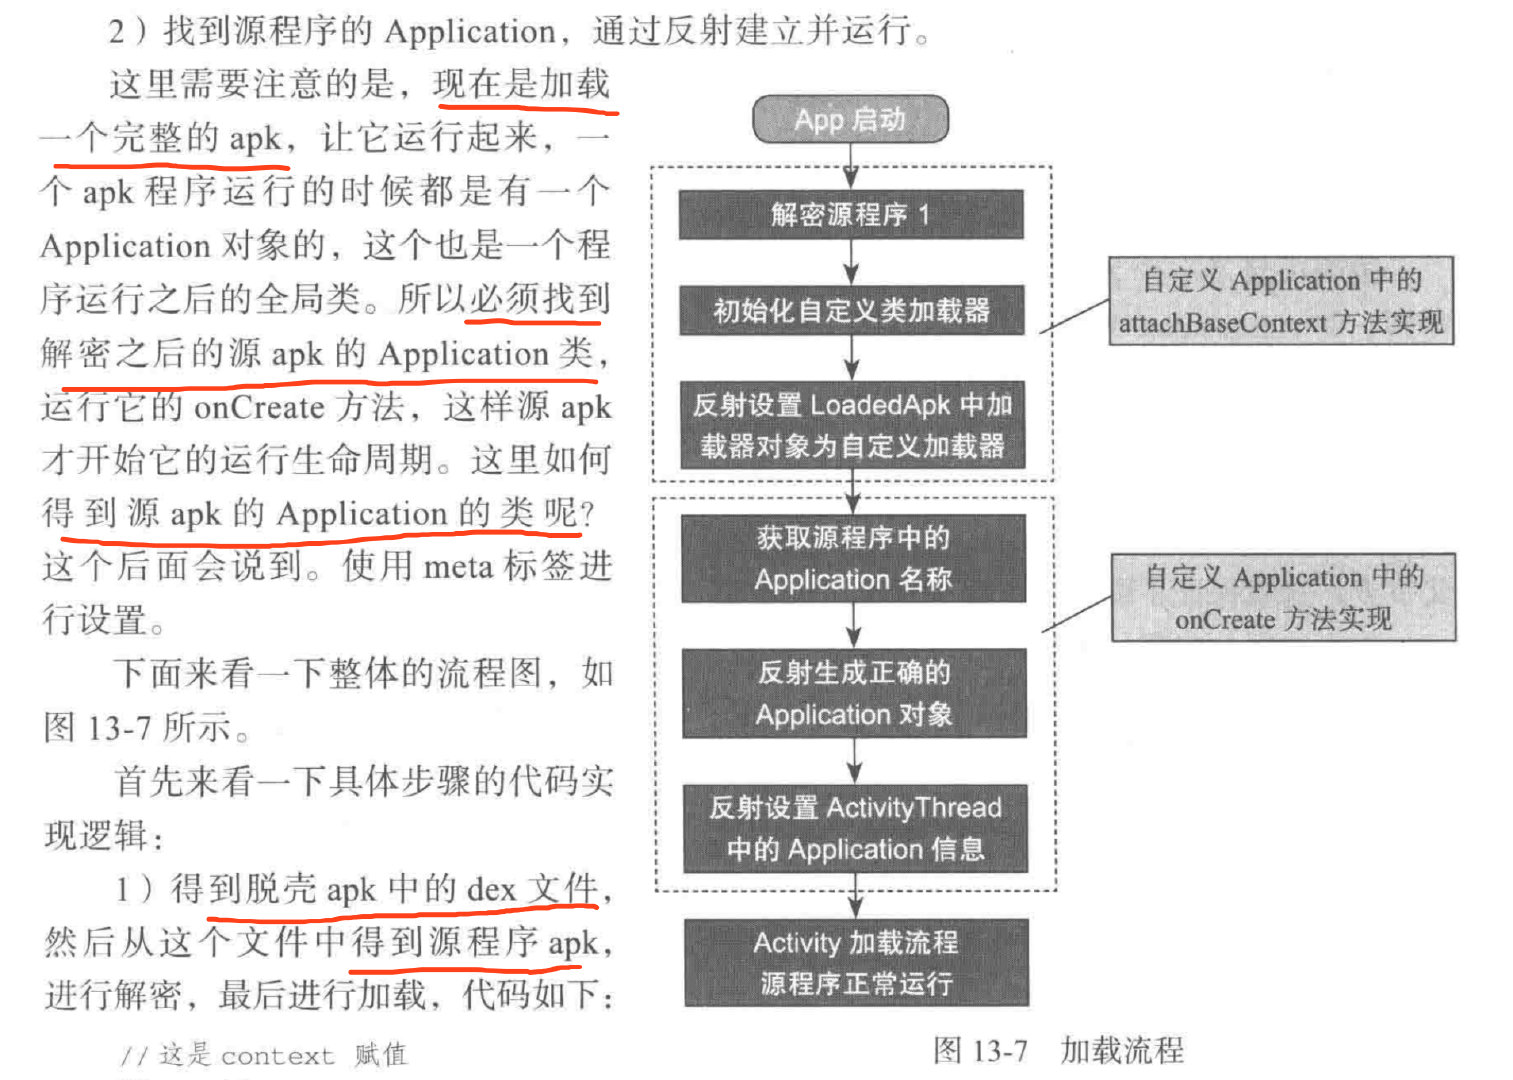 2）找到源程序的 Application，通过反射建立并运行。
这里需要注意的是，现在是加载
一个完整的 apk，让它运行起来，一
个 apk 程序运行的时候都是有一个
Application 对象的，这个也是一个程
序运行之后的全局类。所以必须找到
解密之后的源 apk 的 Application 类，
运行它的 onCreate 方法，这样源 apk
才开始它的运行生命周期。这里如何
得到源 apk 的 Application 的类呢？
这个后面会说到。使用 meta 标签进
行设置。
下面来看一下整体的流程图，如
图 13-7 所示。
首先来看一下具体步骤的代码实
现逻辑：
1）得到脱壳 apk 中的 dex 文件，
然后从这个文件中得到源程序 apk，
进行解密，最后进行加载，代码如下：
// 这是 context 赋值
App 启动
解密源程序 1
初始化自定义类加载器
反射设置 LoadedApk 中加
载器对象为自定义加载器
自定义 Application 中的
attachBaseContext 方法实现
获取源程序中的
Application 名称
反射生成正确的
Application 对象
反射设置 ActivityThread
中的 Application 信息
自定义 Application 中的
onCreate 方法实现
Activity 加载流程
源程序正常运行
图 13-7 加载流程